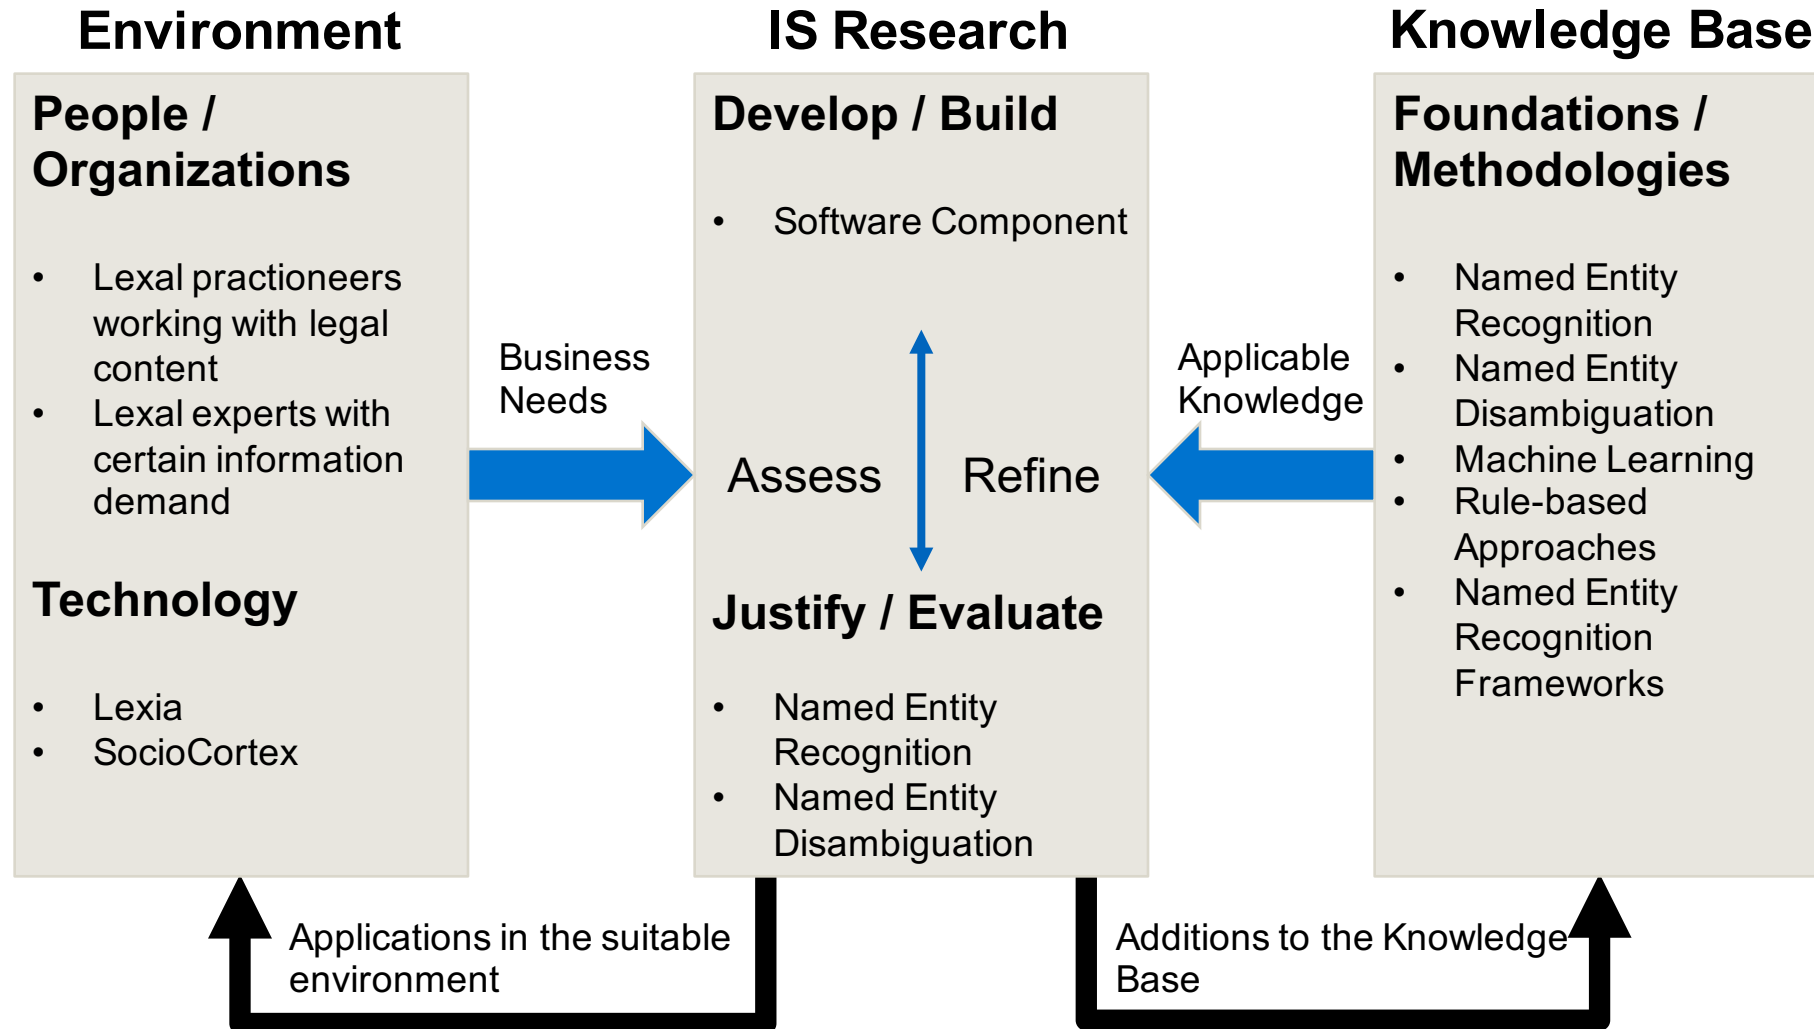 Environment
People /
Organizations
• Lexal practioneers
working with legal
content
• Lexal experts with
certain information
demand
Technology
• Lexia
• SocioCortex
Business
Needs
IS Research
Develop / Build
• Software Component
Assess
Refine
Justify / Evaluate
• Named Entity
Recognition
• Named Entity
Disambiguation
Applicable
Knowledge
Knowledge Base
Foundations /
Methodologies
• Named Entity
Recognition
• Named Entity
Disambiguation
• Machine Learning
• Rule-based
Approaches
• Named Entity
Recognition
Frameworks
Applications in the suitable
environment
Additions to the Knowledge
Base